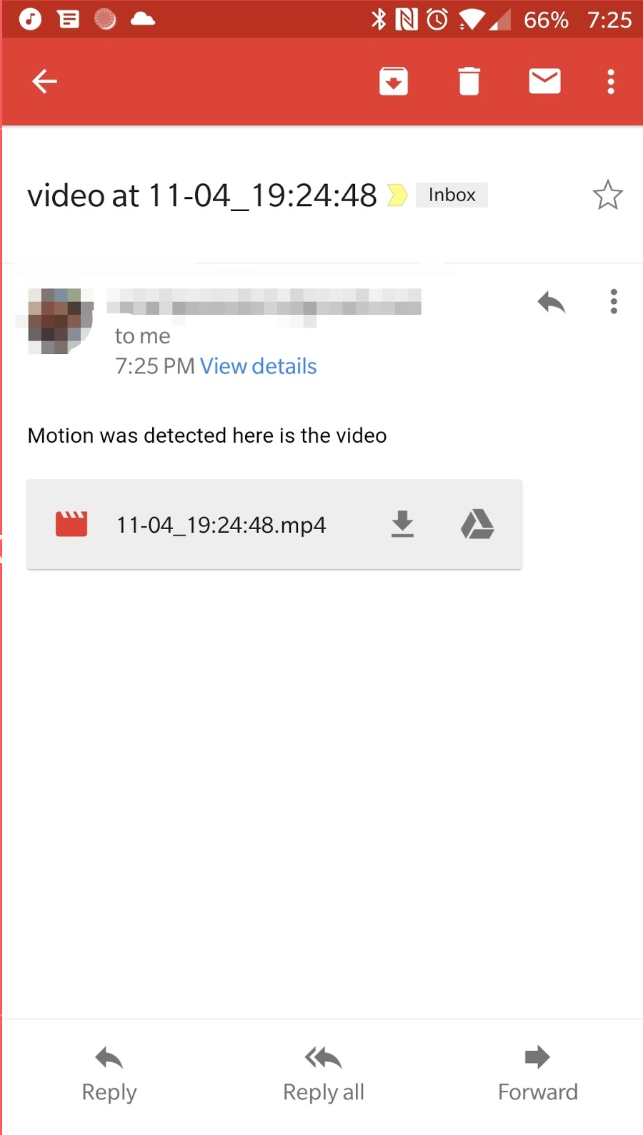 66% 7:25
video at 11-04_19:24:48 Inbox
to me
7:25 PM View details
Motion was detected here is the video
11-04_19:24:48.mp4
Reply Reply all Forward